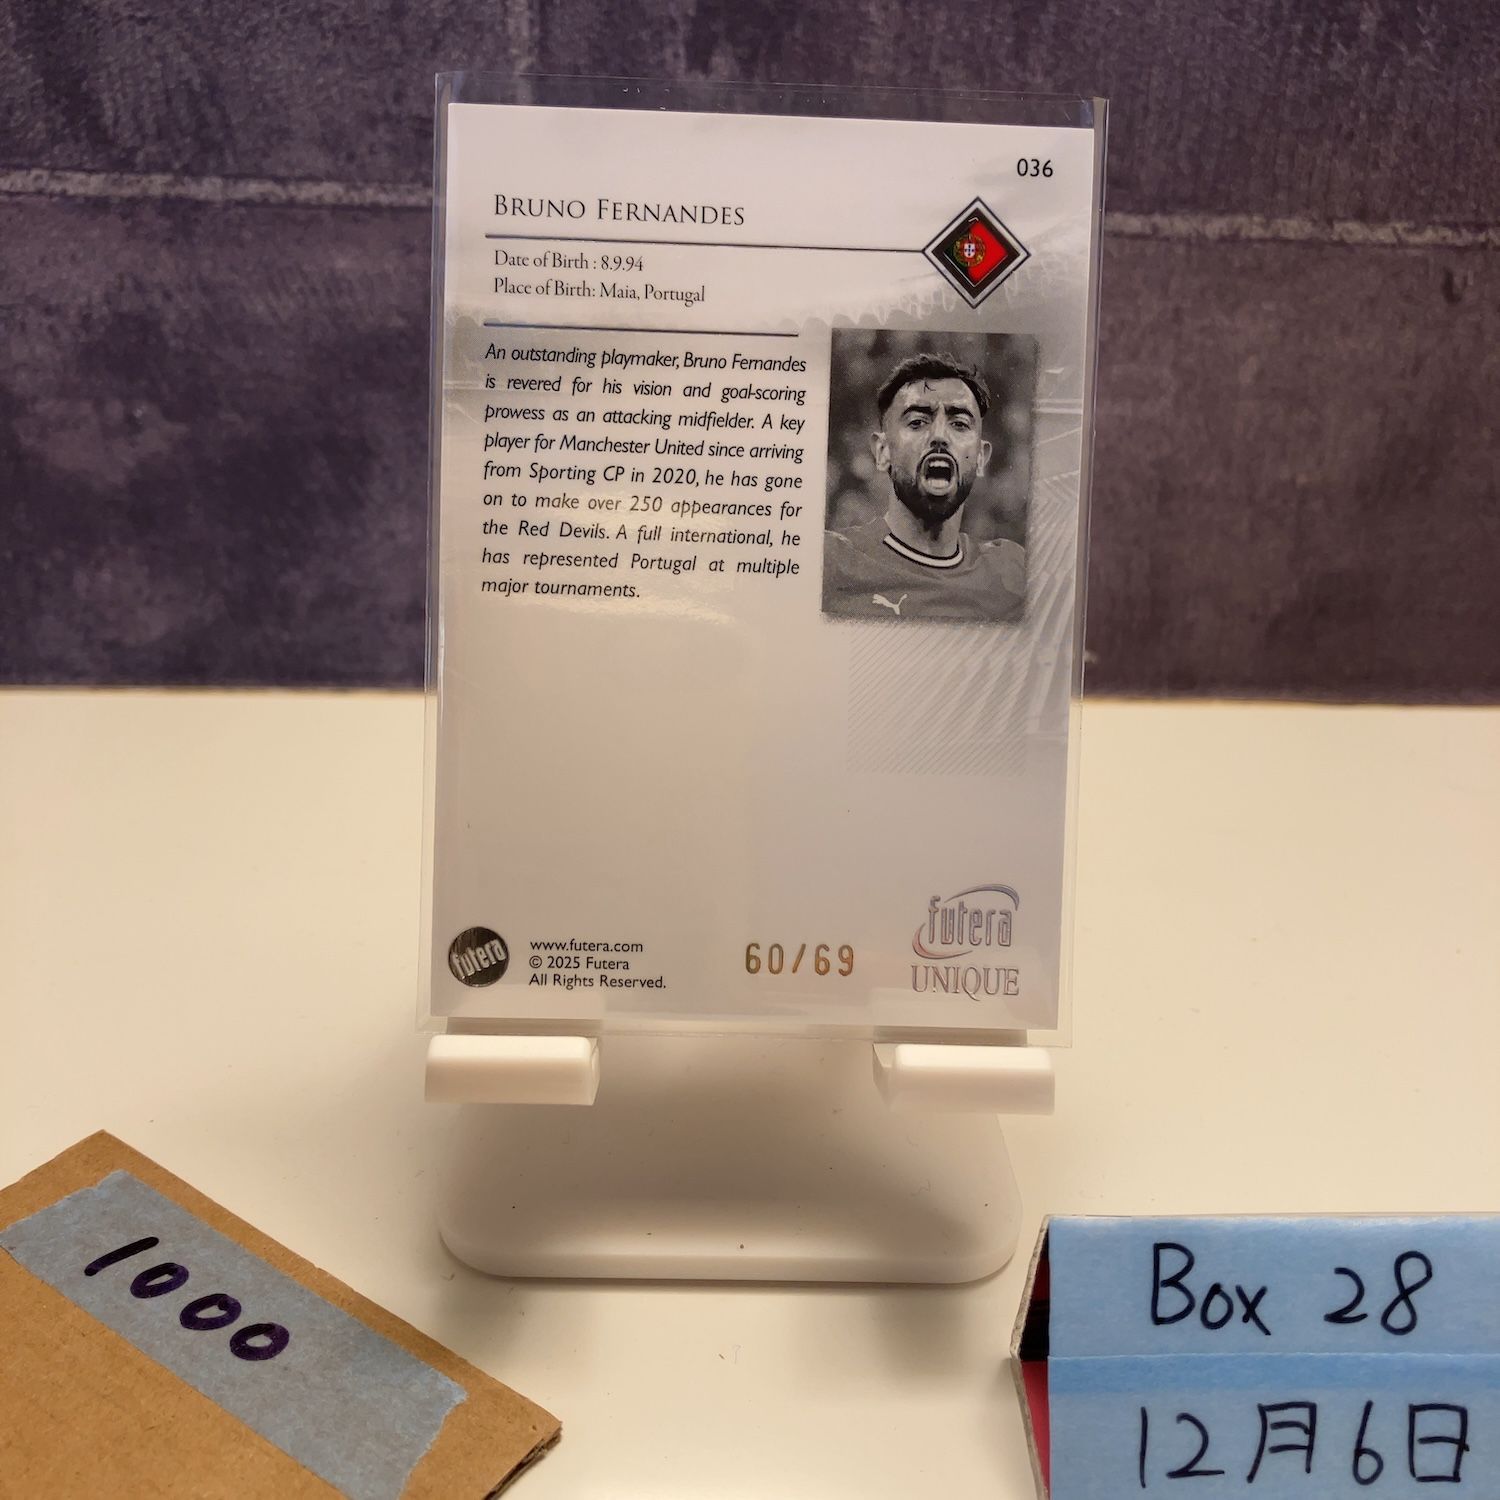 036
BRUNO FERNANDES
Date of Birth : 8.9.94
Place of Birth: Maia, Portugal
An outstanding playmaker, Bruno Fernandes
is revered for his vision and goal-scoring
prowess as an attacking midfielder. A key
player for Manchester United since arriving
from Sporting CP in 2020, he has gone
on to make over 250 appearances for
the Red Devils. A full international, he
has represented Portugal at multiple
major tournaments.
futera
www.futera.com
© 2025 Futera
All Rights Reserved.
60/69
futera
UNIQUE
1000
Box 28
12月6日